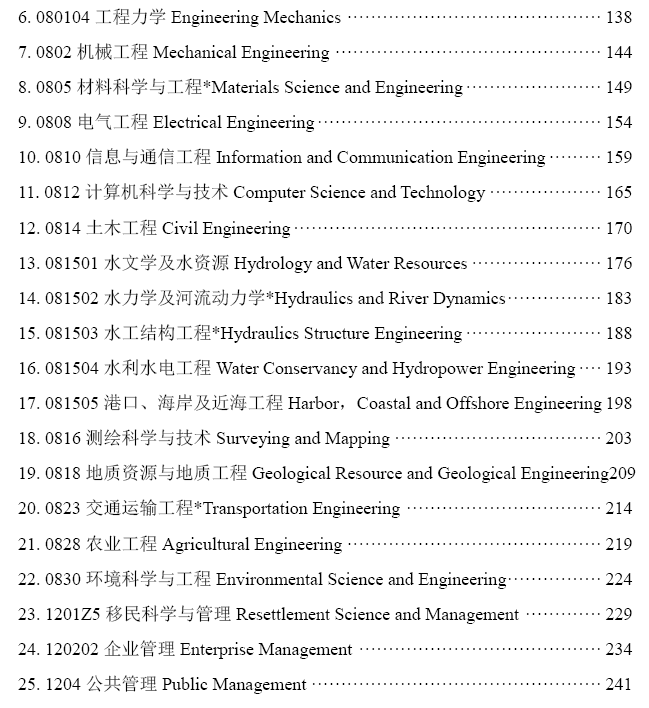 6. 080104 工程力学 Engineering Mechanics ··········································· 138
7. 0802 机械工程 Mechanical Engineering ············································· 144
8. 0805 材料科学与工程*Materials Science and Engineering ······················· 149
9. 0808 电气工程 Electrical Engineering ················································ 154
10. 0810 信息与通信工程 Information and Communication Engineering ········· 159
11. 0812 计算机科学与技术 Computer Science and Technology ··················· 165
12. 0814 土木工程 Civil Engineering ···················································· 170
13. 081501 水文学及水资源 Hydrology and Water Resources ······················ 176
14. 081502 水力学及河流动力学*Hydraulics and River Dynamics ················ 183
15. 081503 水工结构工程*Hydraulics Structure Engineering ······················· 188
16. 081504 水利水电工程 Water Conservancy and Hydropower Engineering ···· 193
17. 081505 港口、海岸及近海工程 Harbor，Coastal and Offshore Engineering 198
18. 0816 测绘科学与技术 Surveying and Mapping ··································· 203
19. 0818 地质资源与地质工程 Geological Resource and Geological Engineering209
20. 0823 交通运输工程*Transportation Engineering ································· 214
21. 0828 农业工程 Agricultural Engineering ··········································· 219
22. 0830 环境科学与工程 Environmental Science and Engineering ················ 224
23. 1201Z5 移民科学与管理 Resettlement Science and Management ············· 229
24. 120202 企业管理 Enterprise Management ········································· 234
25. 1204 公共管理 Public Management ················································· 241